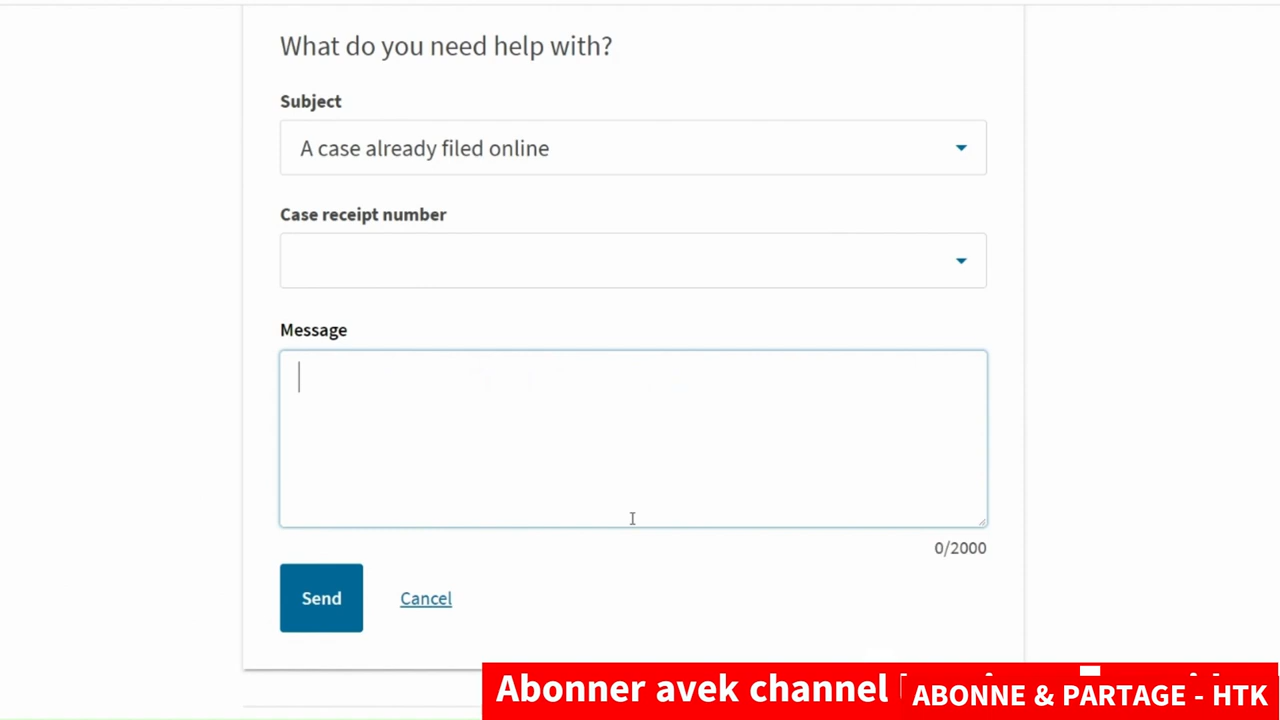 What do you need help with?
Subject
A case already filed online
Case receipt number
Message
0/2000
Send
Cancel
Abonner avek channel
ABONNE & PARTAGE - HTK